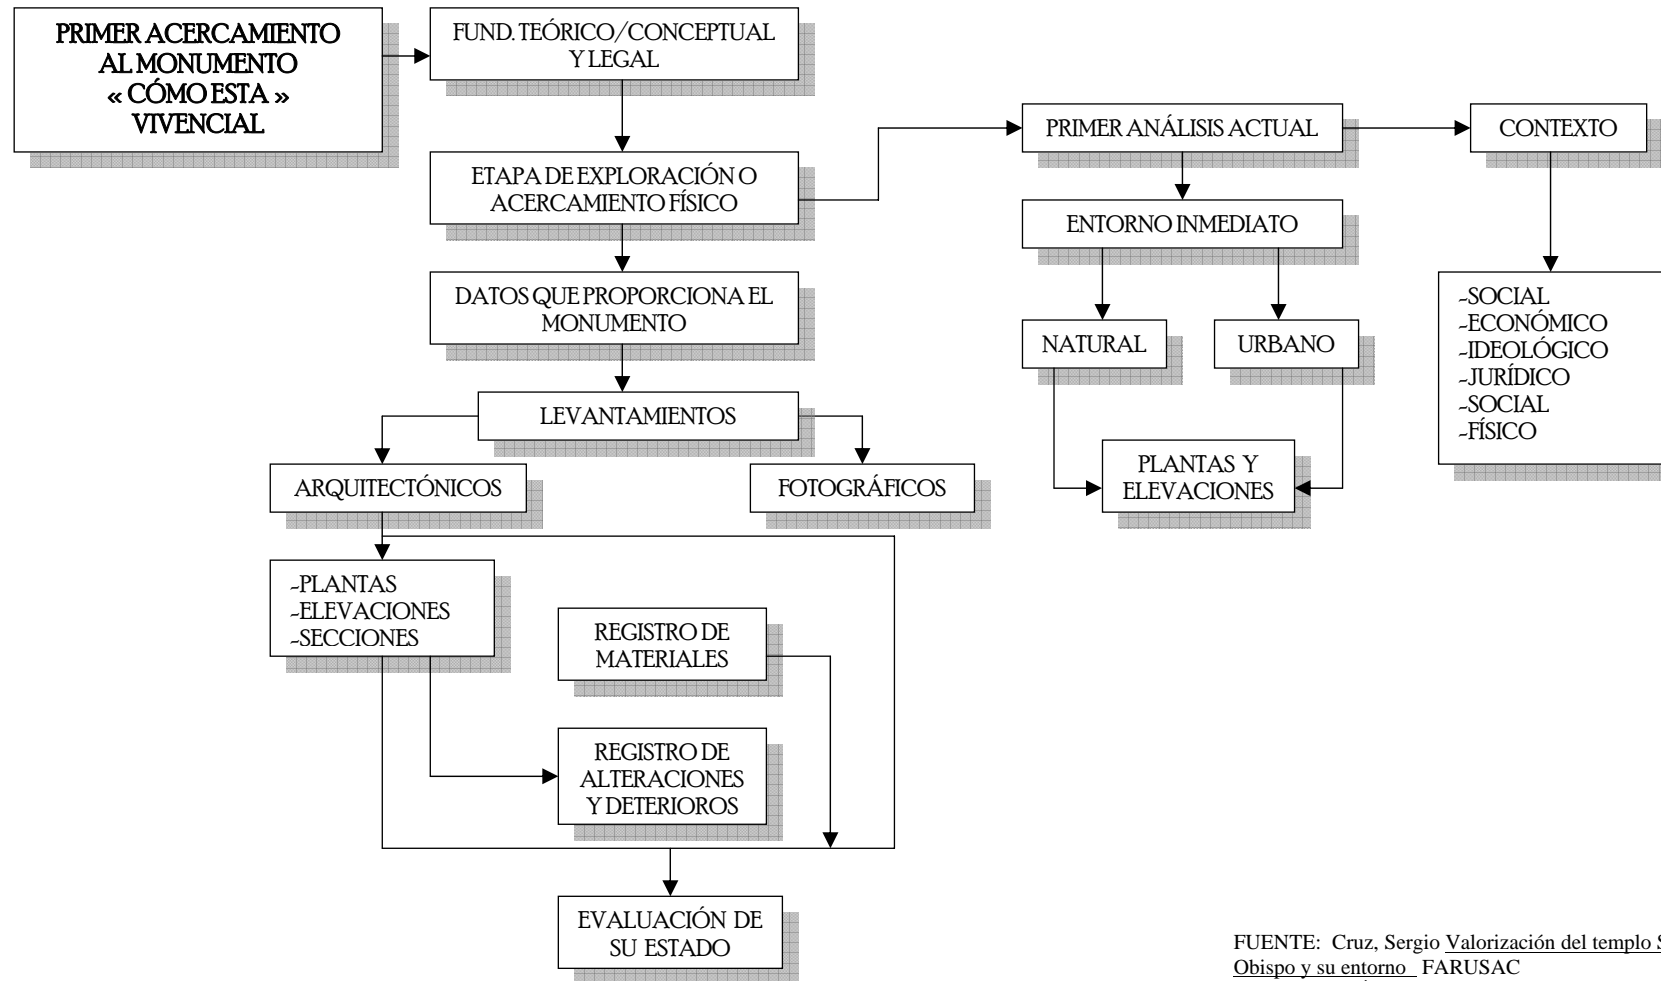 PRIMER ACERCAMIENTO
AL MONUMENTO
« CÓMO ESTA »
VIVENCIAL
FUND. TEÓRICO/CONCEPTUAL
Y LEGAL
ETAPA DE EXPLORACIÓN O
ACERCAMIENTO FÍSICO
DATOS QUE PROPORCIONA EL
MONUMENTO
LEVANTAMIENTOS
ARQUITECTÓNICOS
FOTOGRÁFICOS
-PLANTAS
-ELEVACIONES
-SECCIONES
REGISTRO DE
MATERIALES
REGISTRO DE
ALTERACIONES
Y DETERIOROS
EVALUACIÓN DE
SU ESTADO
PRIMER ANÁLISIS ACTUAL
ENTORNO INMEDIATO
NATURAL
URBANO
PLANTAS Y
ELEVACIONES
CONTEXTO
-SOCIAL
-ECONÓMICO
-IDEOLÓGICO
-JURÍDICO
-SOCIAL
-FÍSICO
FUENTE: Cruz, Sergio Valorización del templo
Obispo y su entorno FARUSAC